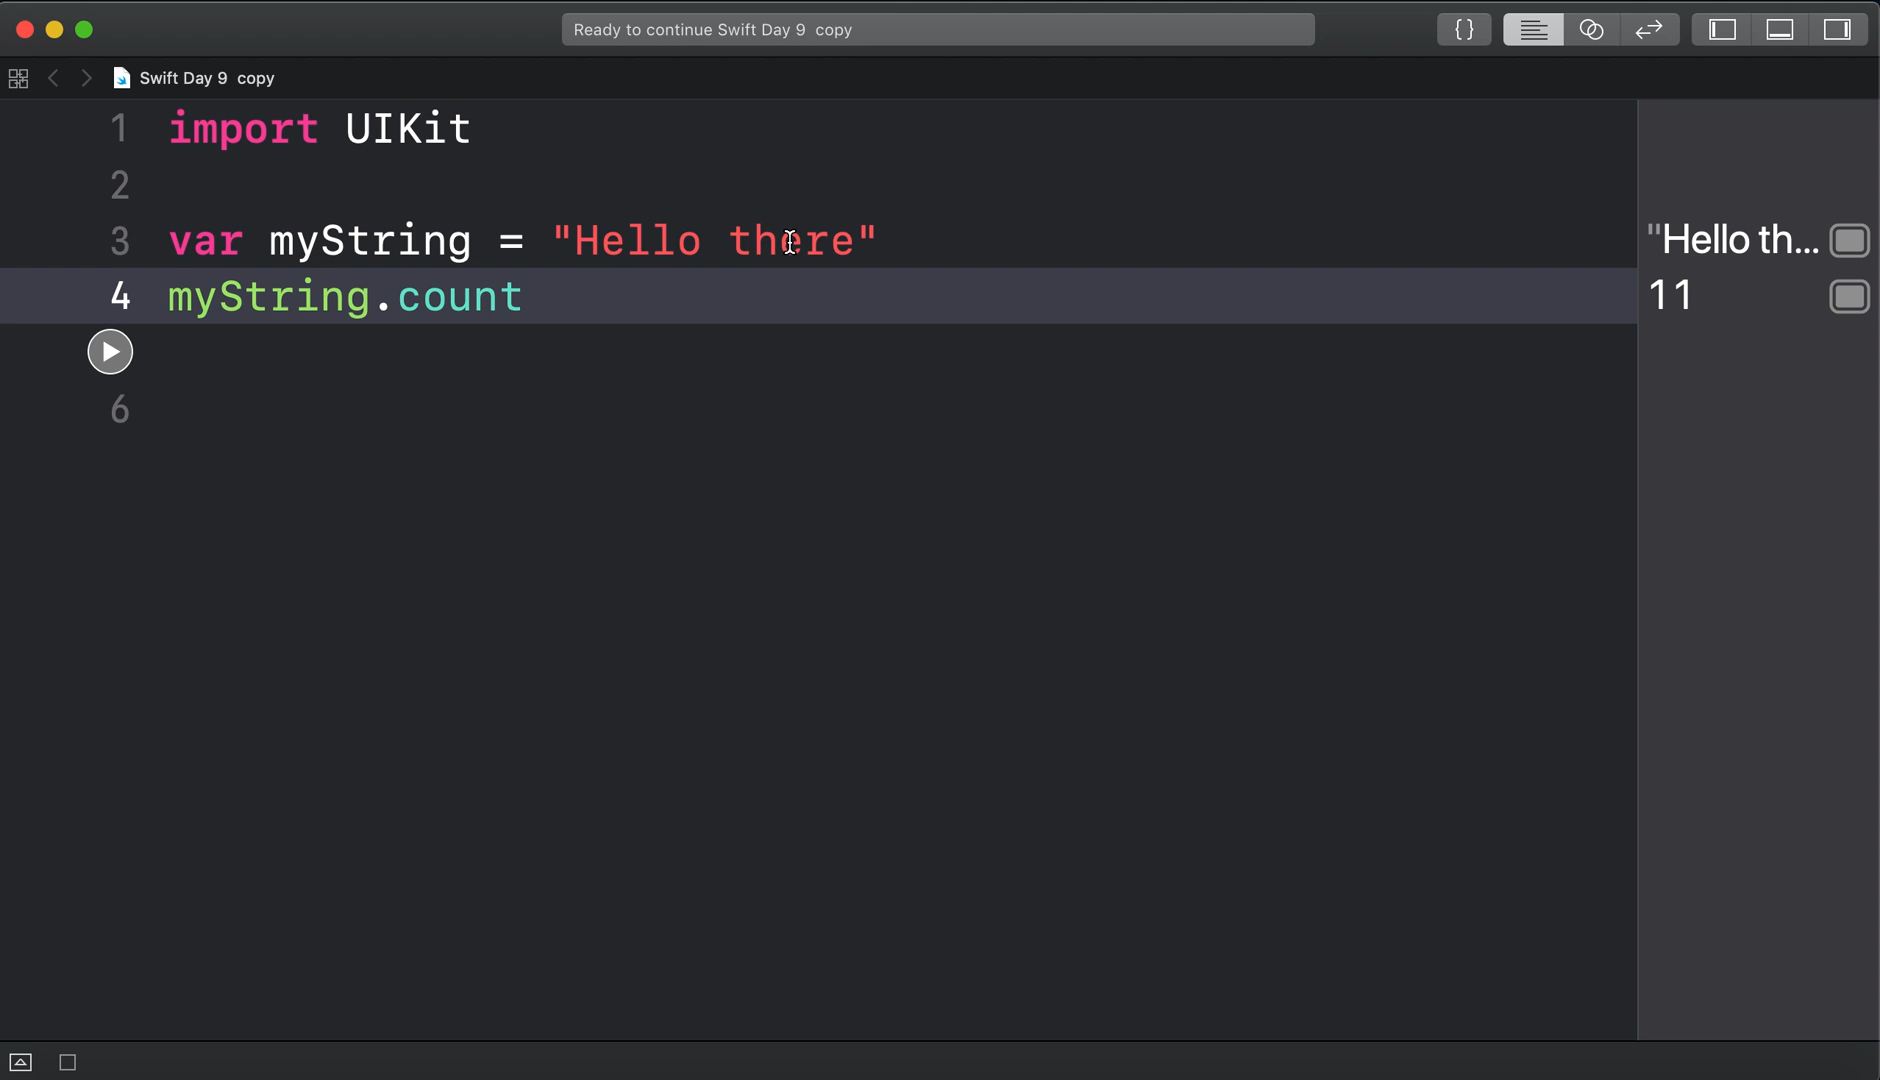 Ready to continue Swift Day 9 copy
{}
Swift Day 9 copy
1 import UIKit
2
3 var myString = "Hello there"
"Hello th...
4 myString.count
11
6